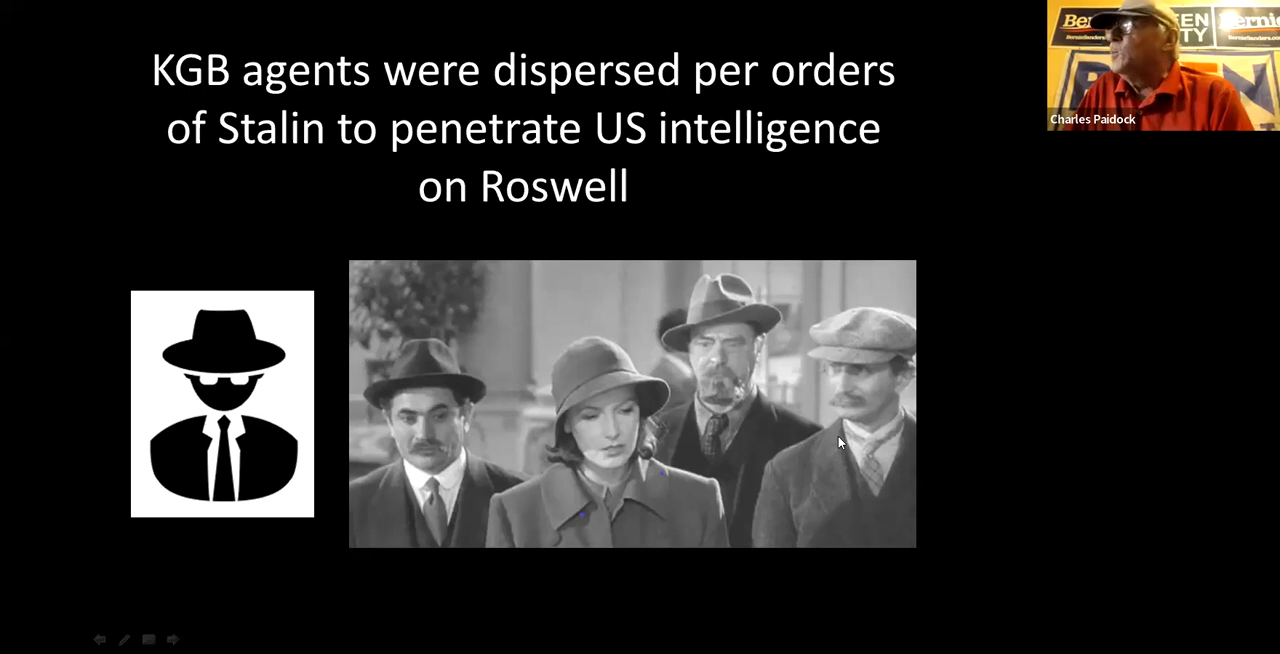 KGB agents were dispersed per orders
of Stalin to penetrate US intelligence
on Roswell
Charles Paidock